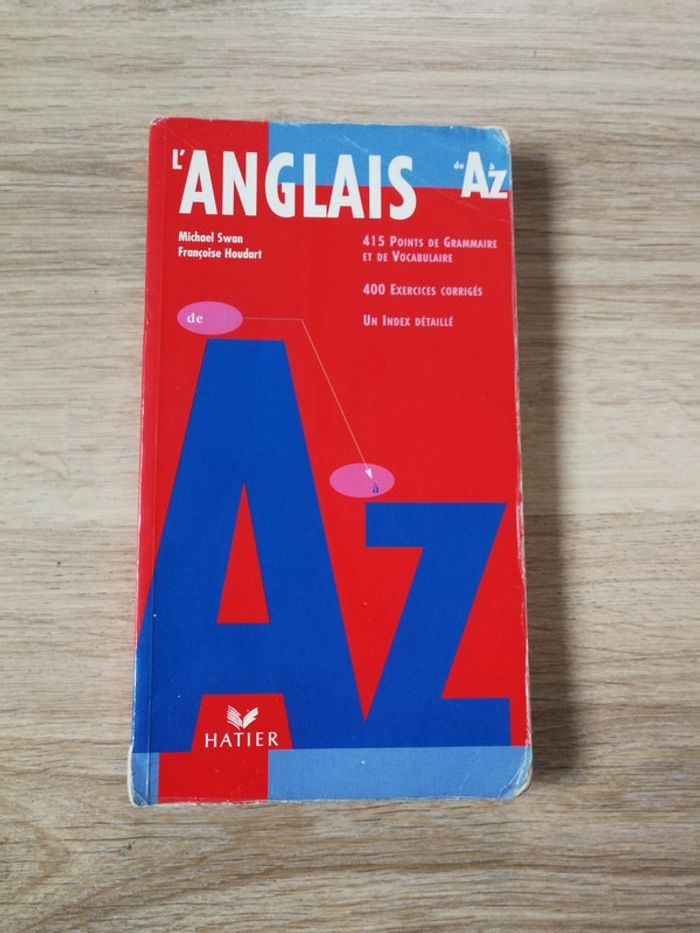 L'ANGLAIS de A à Z
Michael Swan
Françoise Houdart
415 Points de Grammaire
et de Vocabulaire
400 Exercices corrigés
Un Index détaillé
de
A
à
Z
HATIER